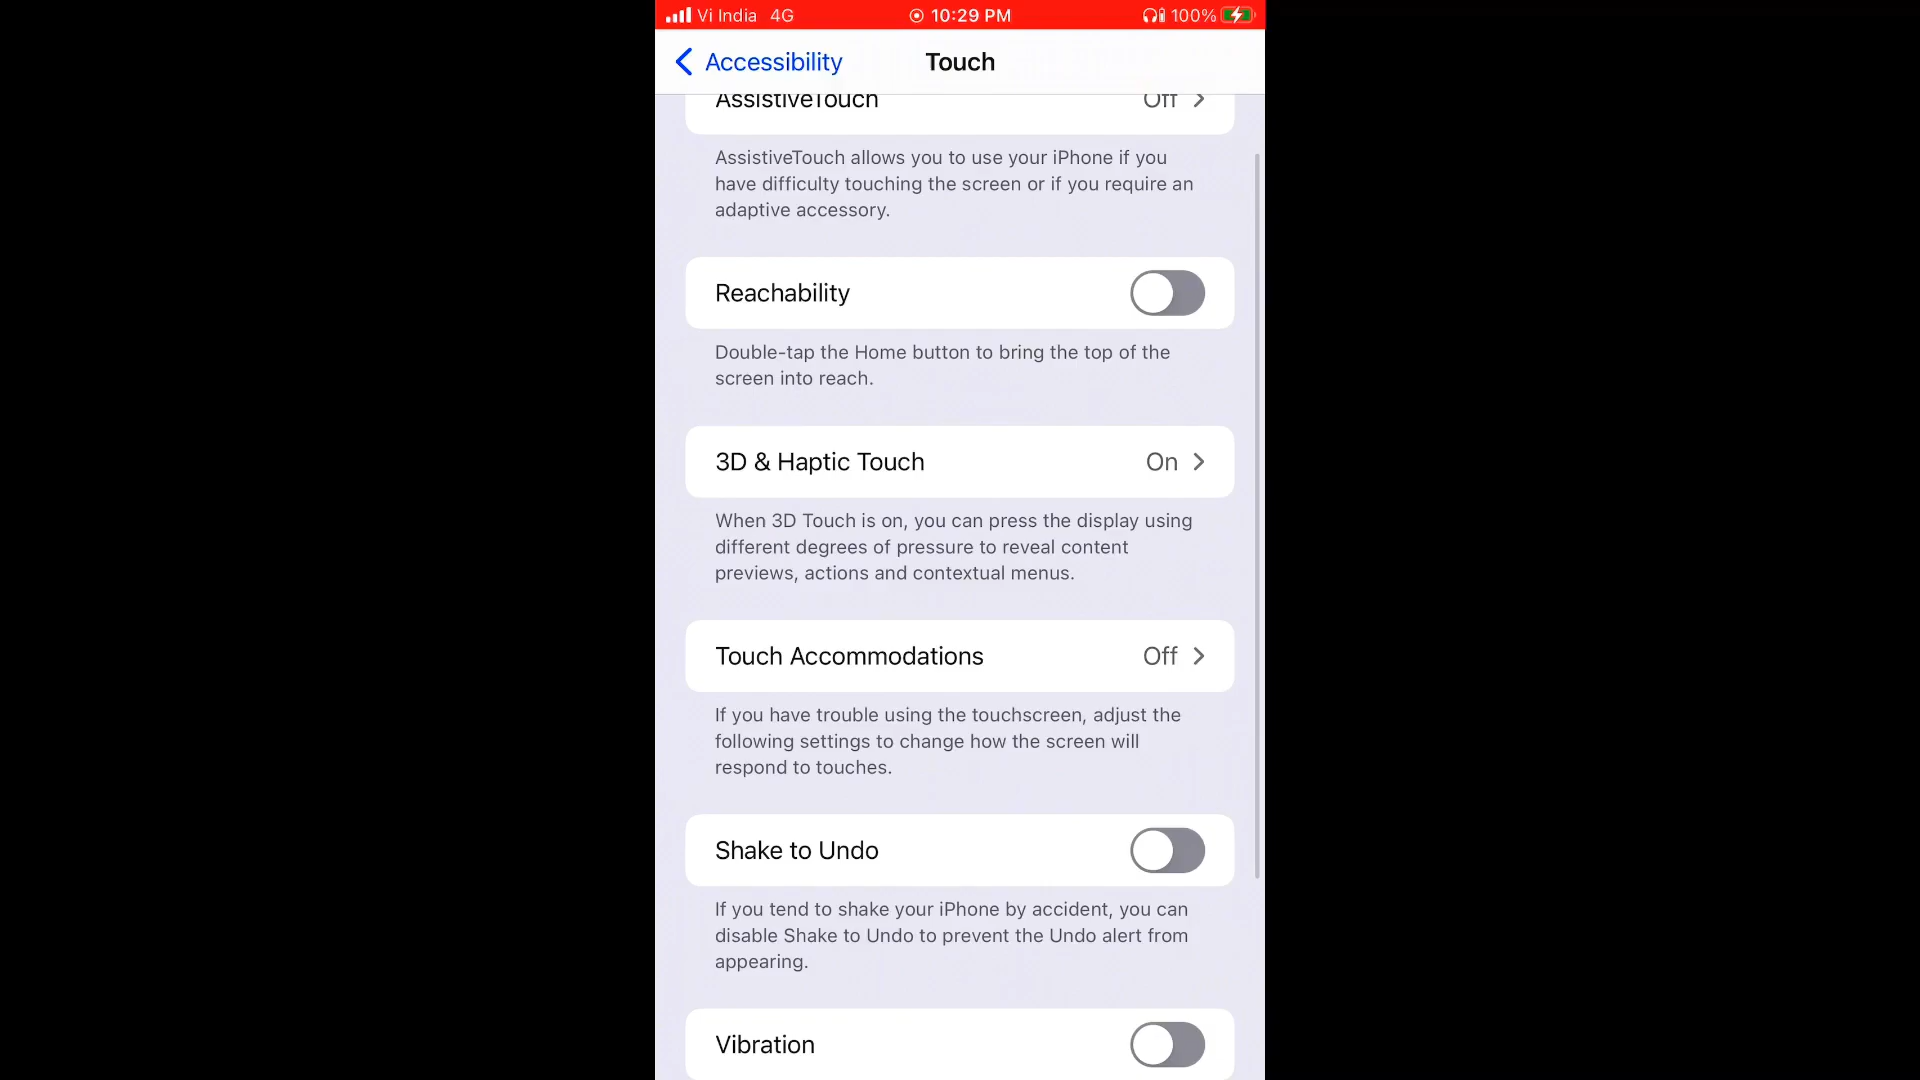 Vi India 4G 10:29 PM 100%
Accessibility Touch
AssistiveTouch Off
AssistiveTouch allows you to use your iPhone if you
have difficulty touching the screen or if you require an
adaptive accessory.
Reachability
Double-tap the Home button to bring the top of the
screen into reach.
3D & Haptic Touch On
When 3D Touch is on, you can press the display using
different degrees of pressure to reveal content
previews, actions and contextual menus.
Touch Accommodations Off
If you have trouble using the touchscreen, adjust the
following settings to change how the screen will
respond to touches.
Shake to Undo
If you tend to shake your iPhone by accident, you can
disable Shake to Undo to prevent the Undo alert from
appearing.
Vibration